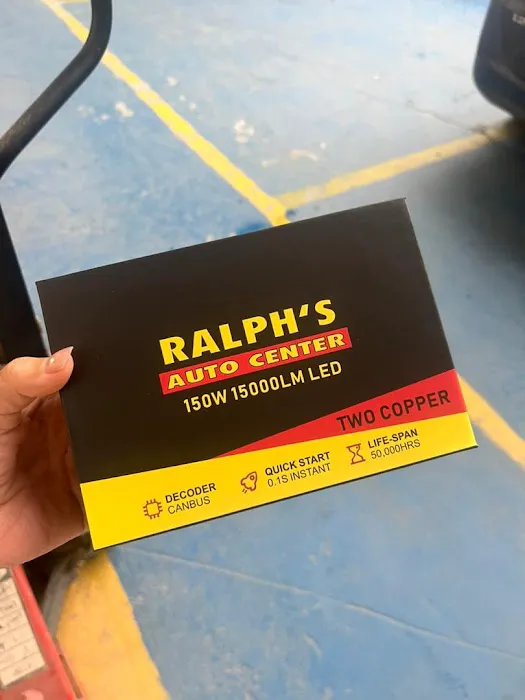 RALPH'S
AUTO CENTER
150W 15000LM LED
TWO COPPER
DECODER
CANBUS
QUICK START
0.1S INSTANT
LIFE-SPAN
50,000HRS